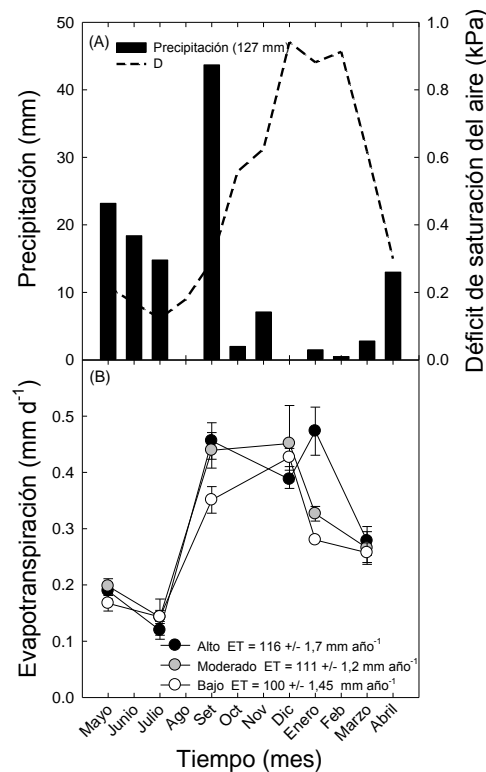 (A)
Precipitación (127 mm)
D
Precipitación (mm)
50
40
30
20
10
0
Déficit de saturación del aire (kPa)
1.0
0.8
0.6
0.4
0.2
0.0
(B)
Evapotranspiración (mm d-1)
0.5
0.4
0.3
0.2
0.1
0.0
Alto ET = 116 +/- 1,7 mm año-1
Moderado ET = 111 +/- 1,2 mm año-1
Bajo ET = 100 +/- 1,45 mm año-1
Mayo
Junio
Julio
Ago
Set
Oct
Nov
Dic
Enero
Feb
Marzo
Abril
Tiempo (mes)